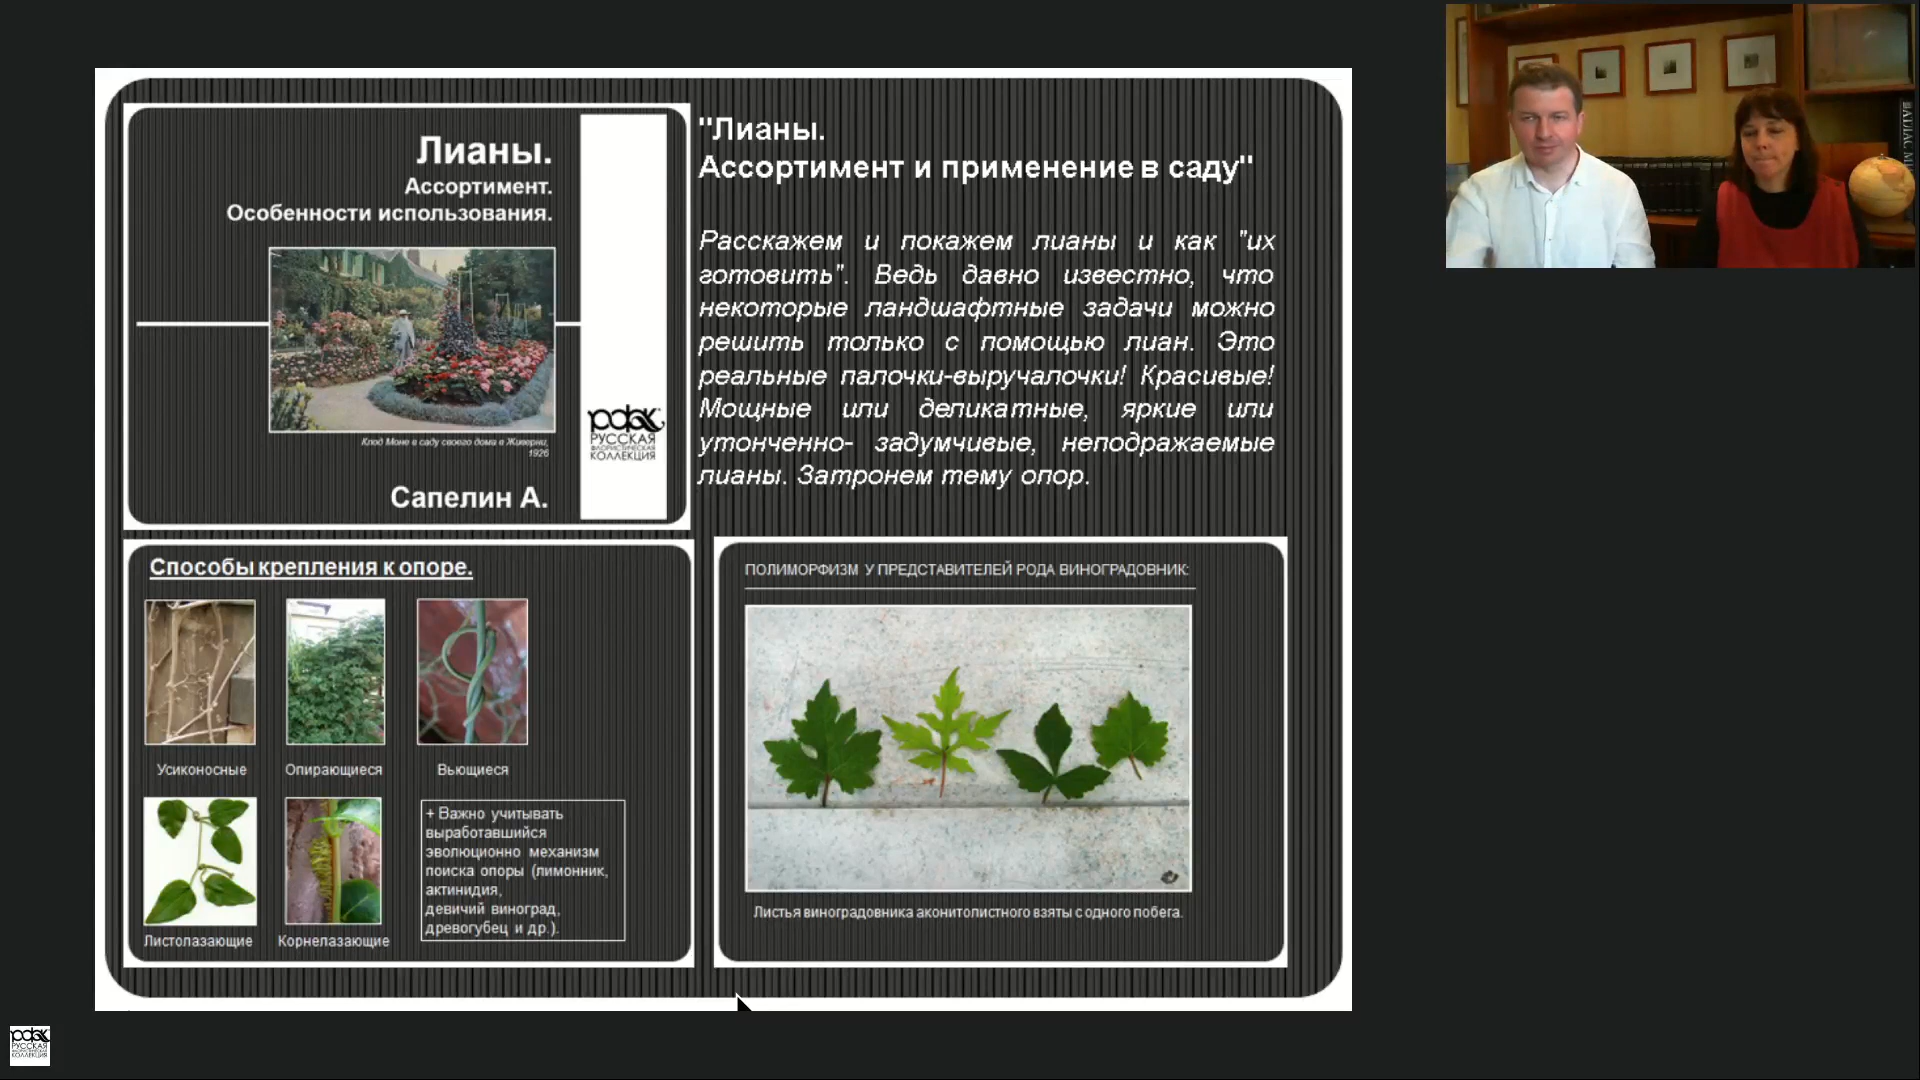 Лианы.
Ассортимент.
Особенности использования.
Клод Моне в саду своего дома в Живерни,
1926
РУССКАЯ
ФЛОРИСТИЧЕСКАЯ
КОЛЛЕКЦИЯ
Сапелин А.
"Лианы.
Ассортимент и применение в саду"
Расскажем и покажем лианы и как "их
готовить". Ведь давно известно, что
некоторые ландшафтные задачи можно
решить только с помощью лиан. Это
реальные палочки-выручалочки! Красивые!
Мощные или деликатные, яркие или
утонченно- задумчивые, неподражаемые
лианы. Затронем тему опор.
Способы крепления к опоре.
Усиконосные
Опирающиеся
Вьющиеся
Листолазающие
Корнелазающие
+ Важно учитывать
выработавшийся
эволюционно механизм
поиска опоры (лимонник,
актинидия,
девичий виноград,
древогубец и др.).
ПОЛИМОРФИЗМ У ПРЕДСТАВИТЕЛЕЙ РОДА ВИНОГРАДОВНИК:
Листья виноградовника аконитолистного взяты с одного побега.
РУССКАЯ
КОЛЛЕКЦИЯ